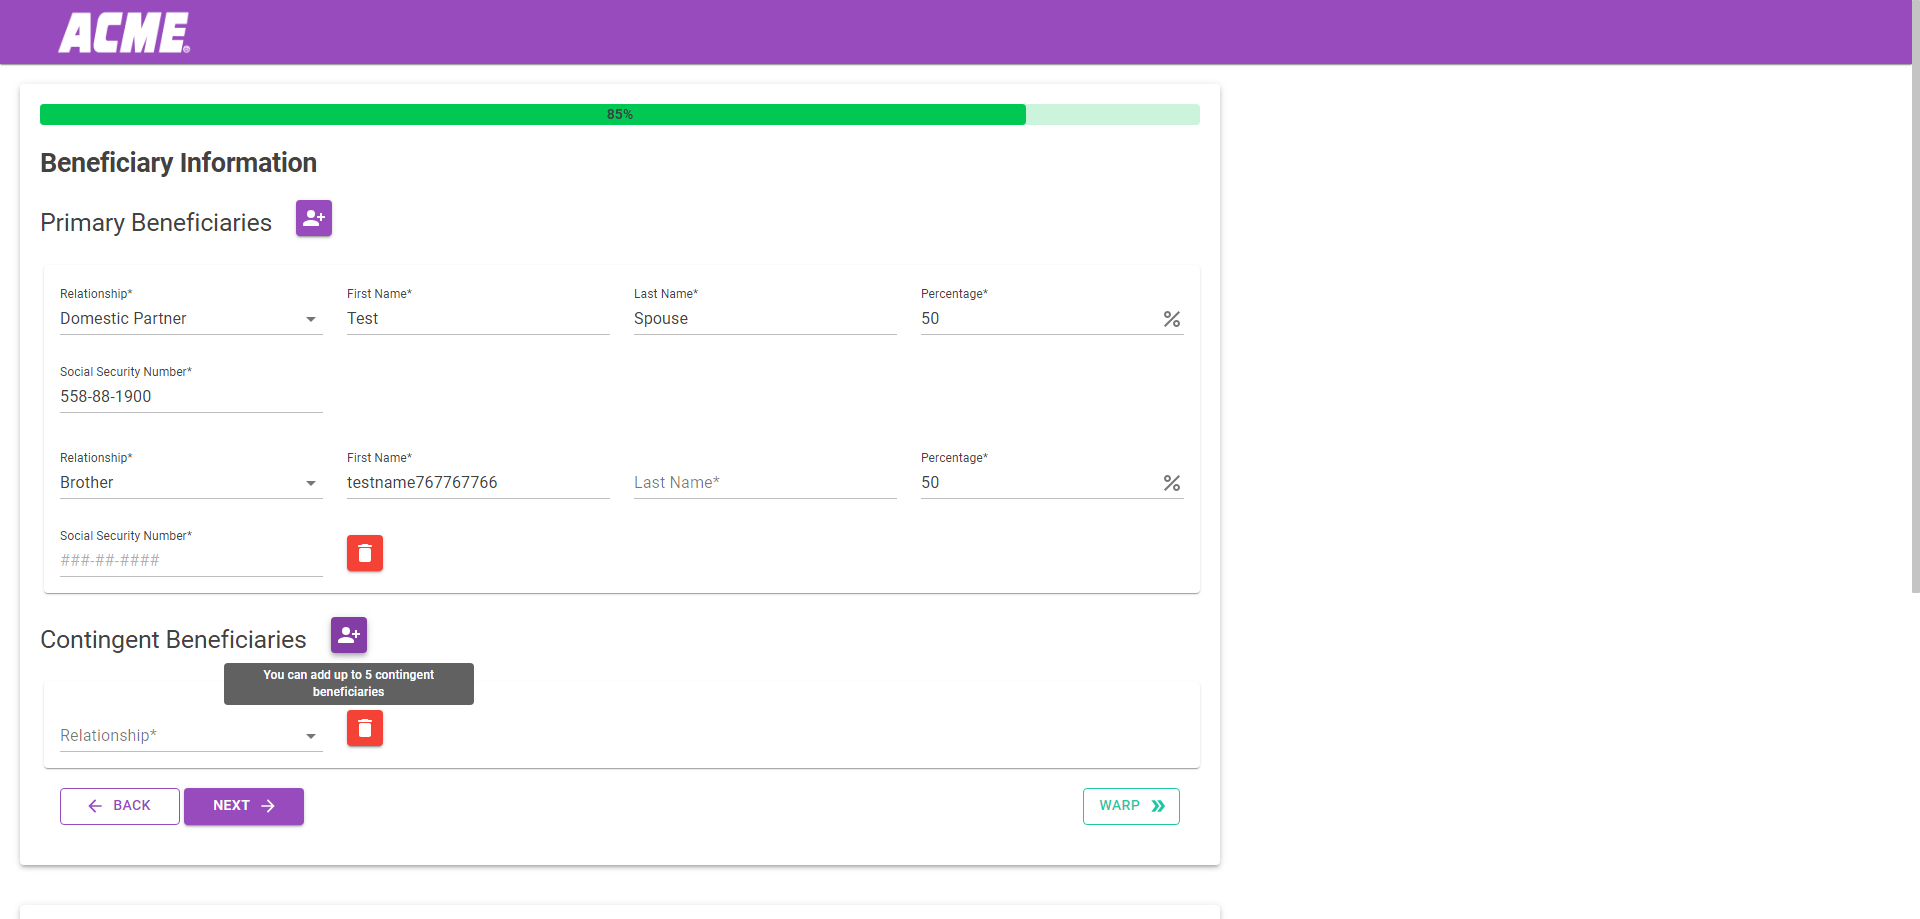 ACME®
85%
Beneficiary Information
Primary Beneficiaries
Relationship* First Name* Last Name* Percentage*
Domestic Partner Test Spouse 50 %
Social Security Number*
558-88-1900
Relationship* First Name* Percentage*
Brother testname767767766 Last Name* 50 %
Social Security Number*
###-##-####
Contingent Beneficiaries
You can add up to 5 contingent
beneficiaries
Relationship*
BACK NEXT WARP